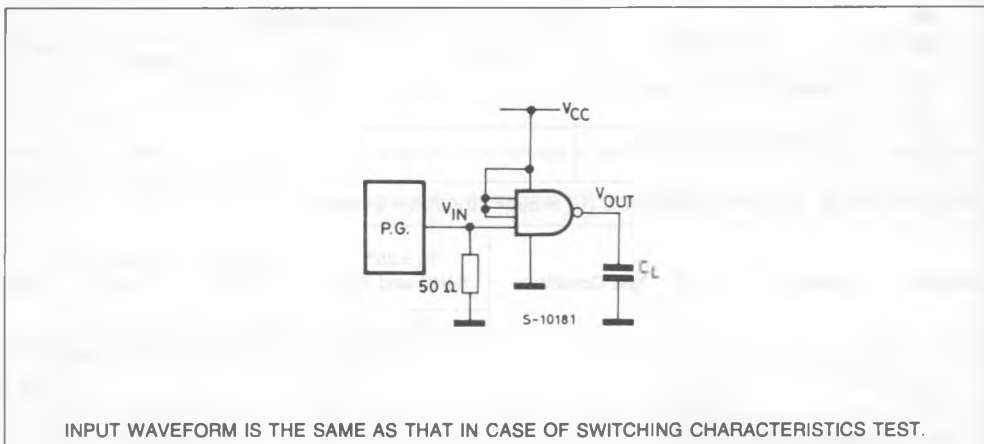 VCC
P.G.
VIN
VOUT
50 Ω
CL
S-10181
INPUT WAVEFORM IS THE SAME AS THAT IN CASE OF SWITCHING CHARACTERISTICS TEST.